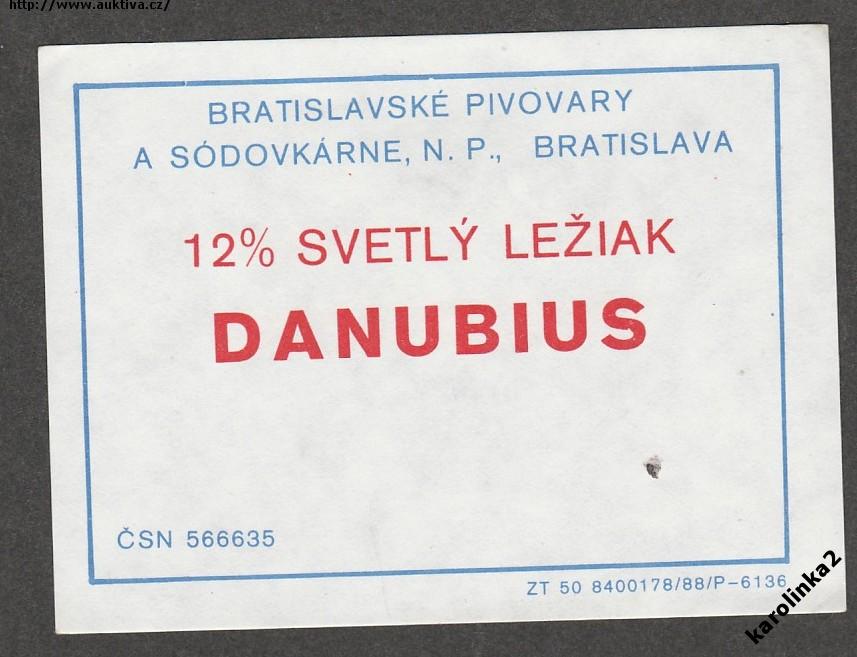 http://www.auktiva.cz/
BRATISLAVSKÉ PIVOVARY
A SÓDOVKÁRNE, N. P., BRATISLAVA
12% SVETLÝ LEŽIAK
DANUBIUS
ČSN 566635
ZT 50 8400178/88/P-6136
karolinka2